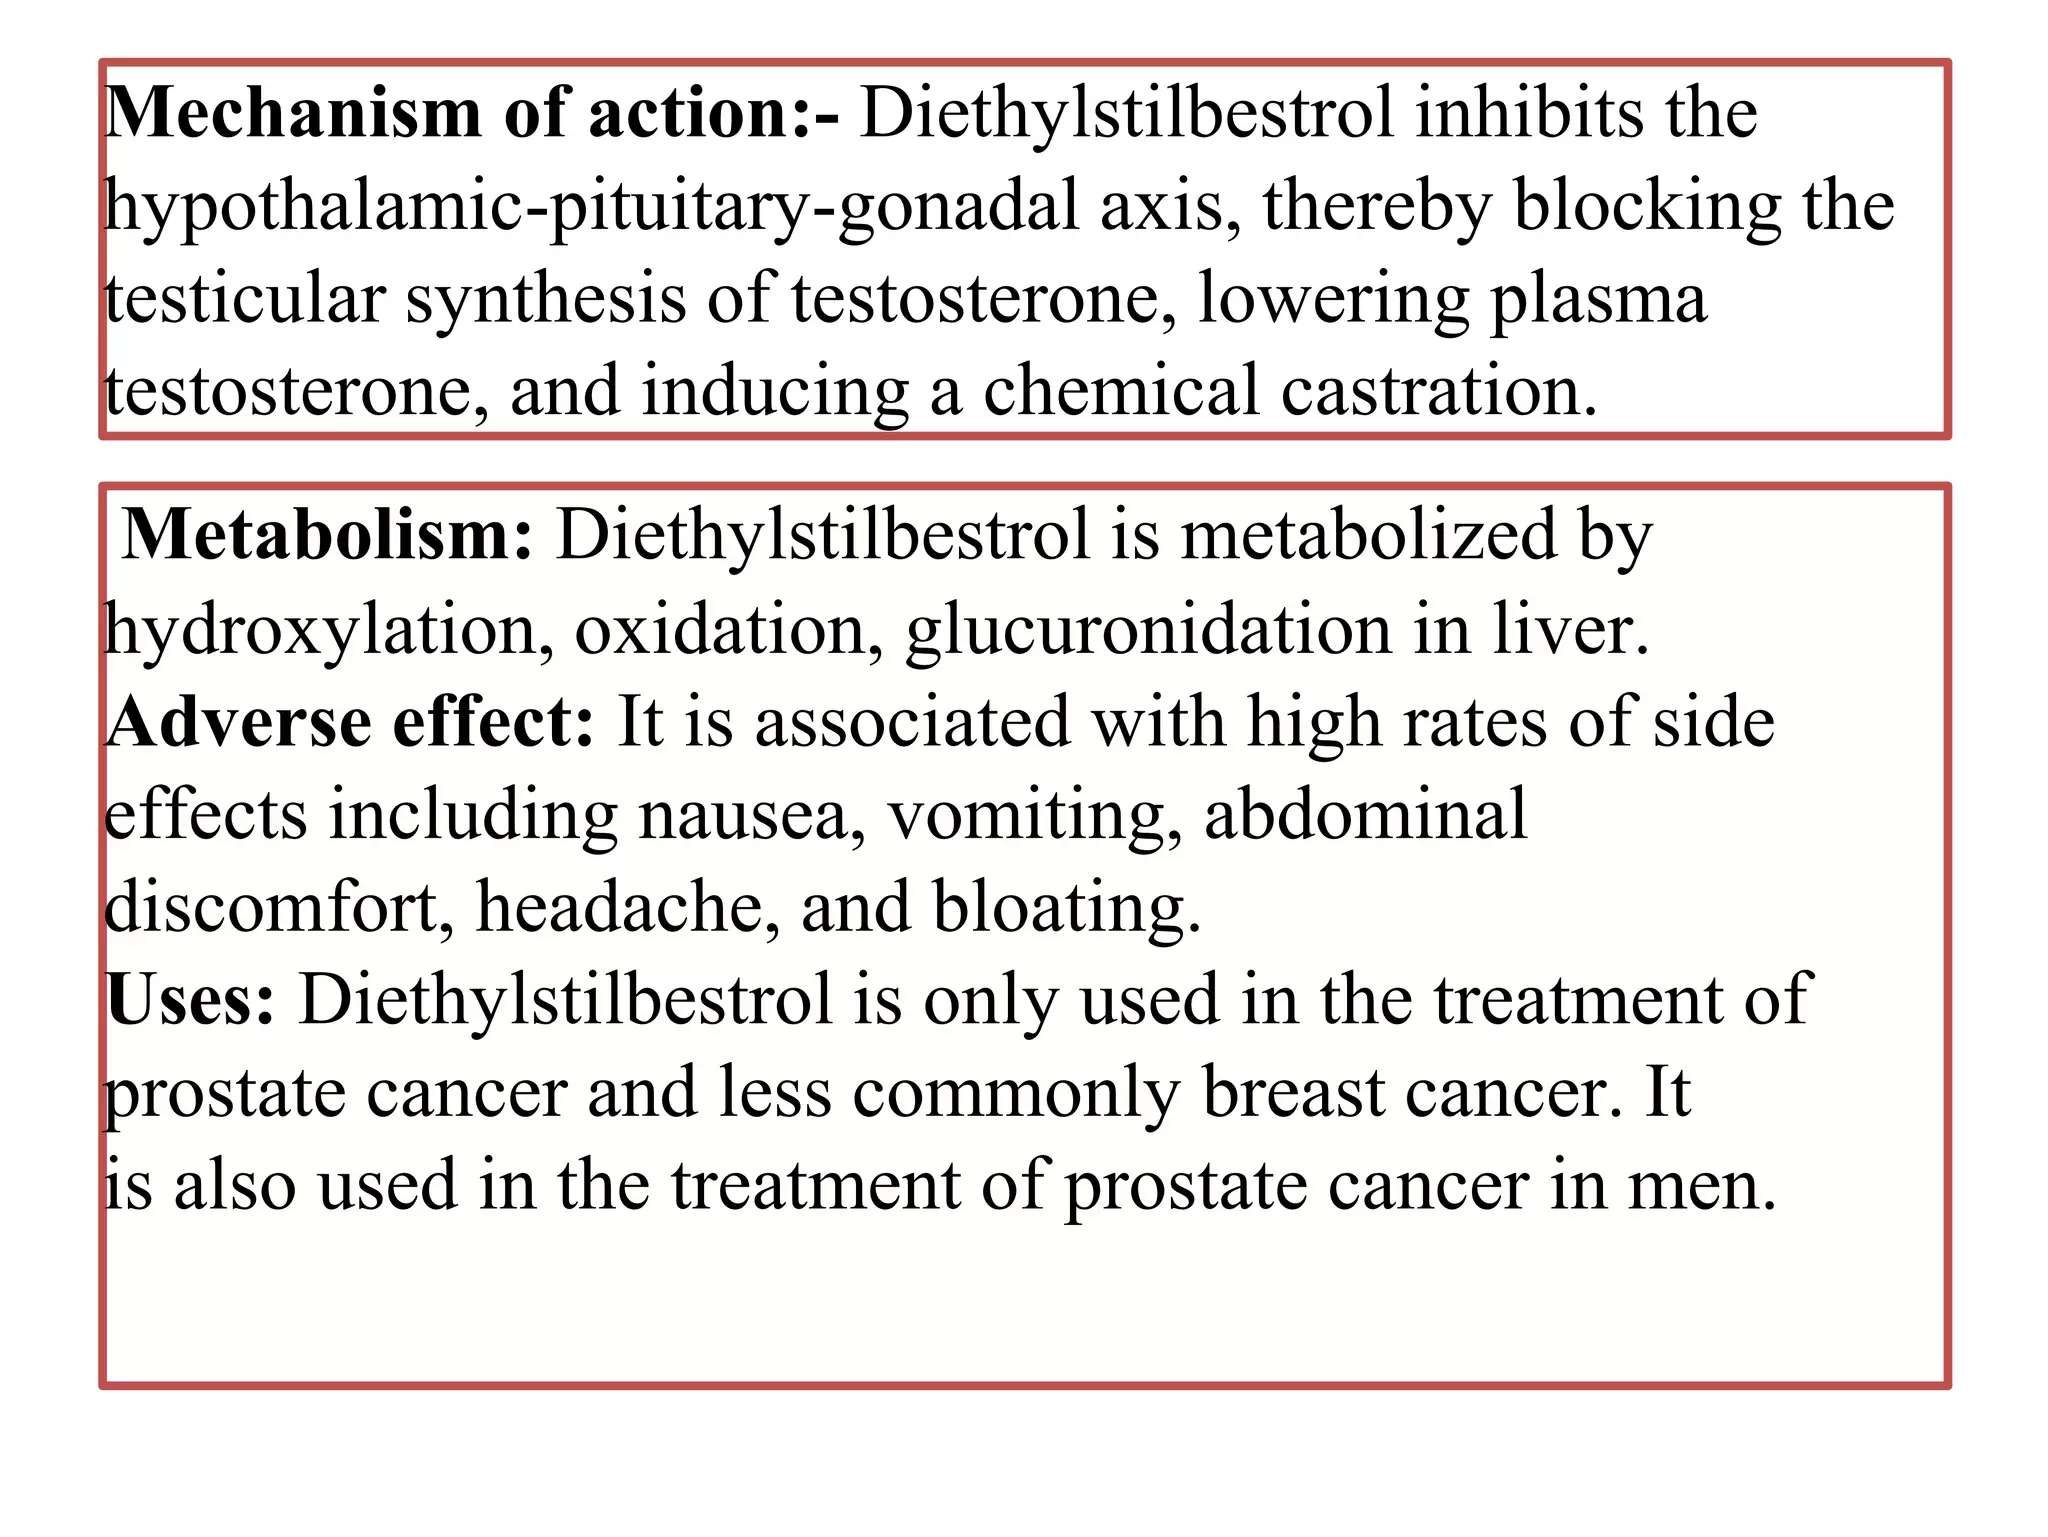 Mechanism of action:- Diethylstilbestrol inhibits the
hypothalamic-pituitary-gonadal axis, thereby blocking the
testicular synthesis of testosterone, lowering plasma
testosterone, and inducing a chemical castration.
Metabolism: Diethylstilbestrol is metabolized by
hydroxylation, oxidation, glucuronidation in liver.
Adverse effect: It is associated with high rates of side
effects including nausea, vomiting, abdominal
discomfort, headache, and bloating.
Uses: Diethylstilbestrol is only used in the treatment of
prostate cancer and less commonly breast cancer. It
is also used in the treatment of prostate cancer in men.